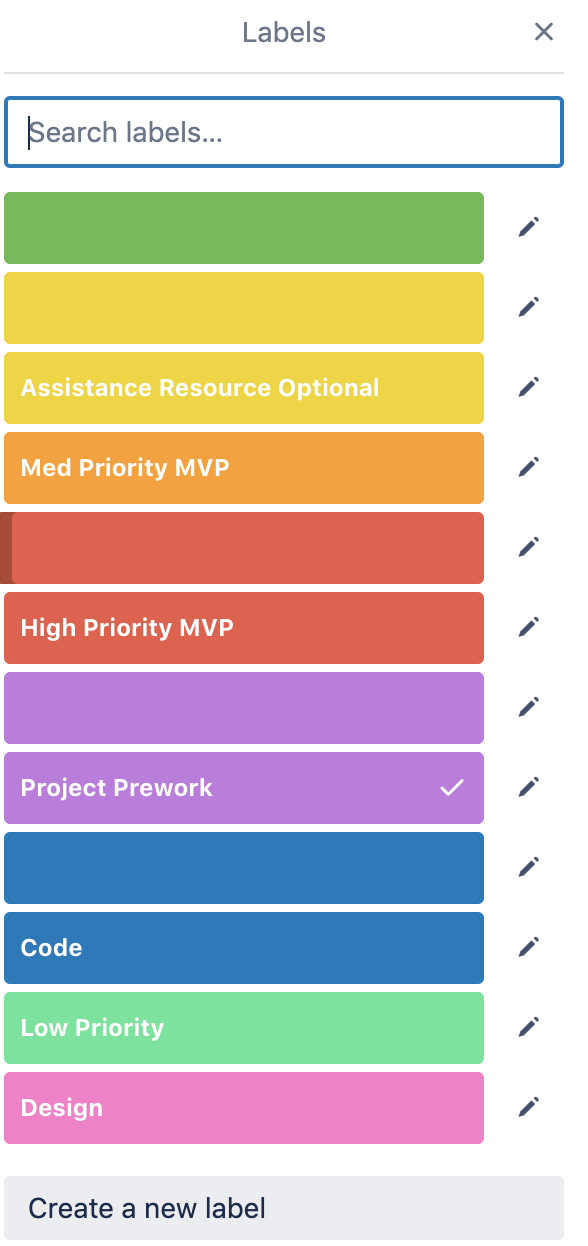 Labels
Search labels...
Assistance Resource Optional
Med Priority MVP
High Priority MVP
Project Prework
Code
Low Priority
Design
Create a new label